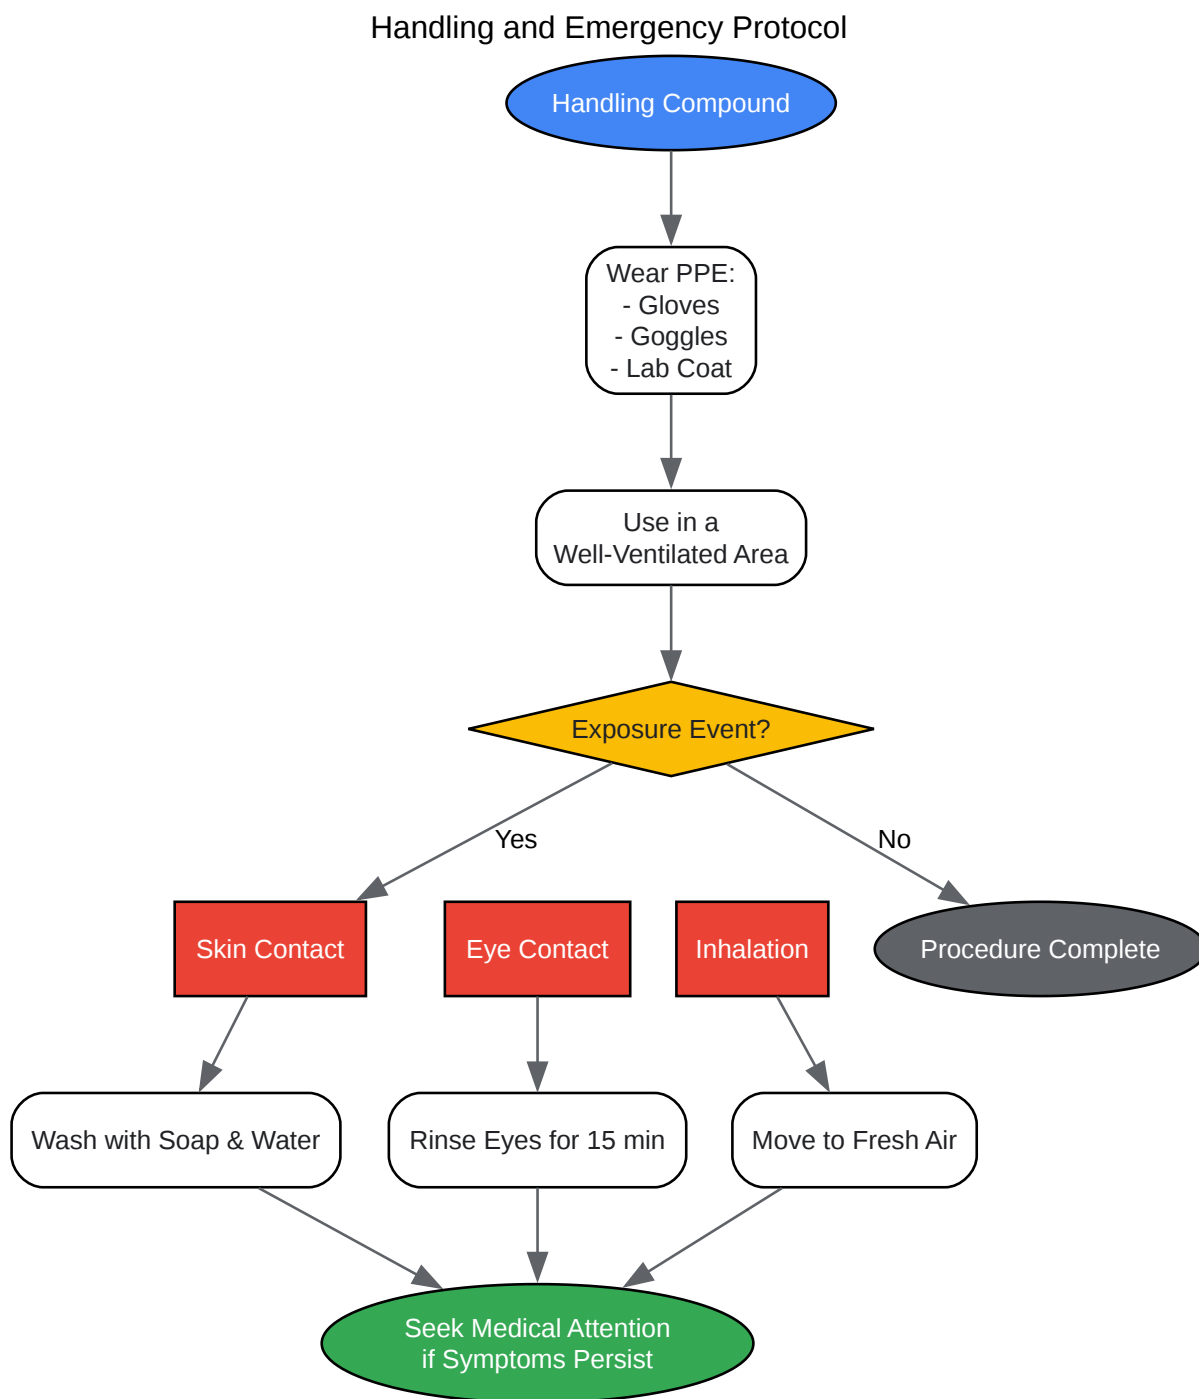 Handling and Emergency Protocol
Handling Compound
Wear PPE:
- Gloves
- Goggles
- Lab Coat
Use in a
Well-Ventilated Area
Exposure Event?
Yes
No
Skin Contact
Eye Contact
Inhalation
Procedure Complete
Wash with Soap & Water
Rinse Eyes for 15 min
Move to Fresh Air
Seek Medical Attention
if Symptoms Persist